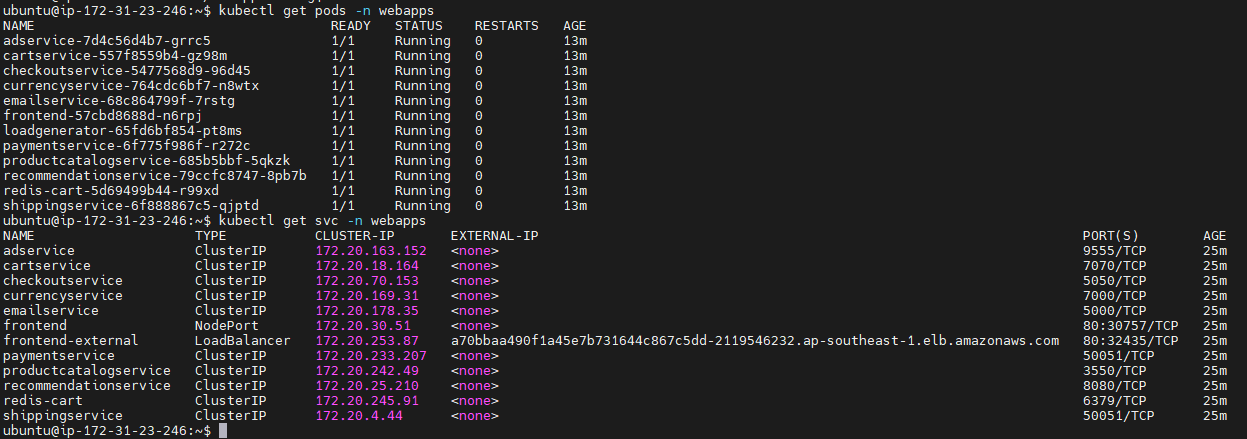 ubuntu@ip-172-31-23-246:~$ kubectl get pods -n webapps
NAME READY STATUS RESTARTS AGE
adservice-7d4c56d4b7-grrc5 1/1 Running 0 13m
cartservice-557f8559b4-gz98m 1/1 Running 0 13m
checkoutservice-5477568d9-96d45 1/1 Running 0 13m
currencyservice-764cdc6bf7-n8wtx 1/1 Running 0 13m
emailservice-68c864799f-7rstg 1/1 Running 0 13m
frontend-57cbd8688d-n6rpj 1/1 Running 0 13m
loadgenerator-65fd6bf854-pt8ms 1/1 Running 0 13m
paymentservice-6f775f986f-r272c 1/1 Running 0 13m
productcatalogservice-685b5bbf-5qkzk 1/1 Running 0 13m
recommendationservice-79ccfc8747-8pb7b 1/1 Running 0 13m
redis-cart-5d69499b44-r99xd 1/1 Running 0 13m
shippingservice-6f888867c5-qjptd 1/1 Running 0 13m
ubuntu@ip-172-31-23-246:~$ kubectl get svc -n webapps
NAME TYPE CLUSTER-IP EXTERNAL-IP PORT(S) AGE
adservice ClusterIP 172.20.163.152 <none> 9555/TCP 25m
cartservice ClusterIP 172.20.18.164 <none> 7070/TCP 25m
checkoutservice ClusterIP 172.20.70.153 <none> 5050/TCP 25m
currencyservice ClusterIP 172.20.169.31 <none> 7000/TCP 25m
emailservice ClusterIP 172.20.178.35 <none> 5000/TCP 25m
frontend NodePort 172.20.30.51 <none> 80:30757/TCP 25m
frontend-external LoadBalancer 172.20.253.87 a70bbaa490f1a45e7b731644c867c5dd-2119546232.ap-southeast-1.elb.amazonaws.com 80:32435/TCP 25m
paymentservice ClusterIP 172.20.233.207 <none> 50051/TCP 25m
productcatalogservice ClusterIP 172.20.242.49 <none> 3550/TCP 25m
recommendationservice ClusterIP 172.20.25.210 <none> 8080/TCP 25m
redis-cart ClusterIP 172.20.245.91 <none> 6379/TCP 25m
shippingservice ClusterIP 172.20.4.44 <none> 50051/TCP 25m
ubuntu@ip-172-31-23-246:~$